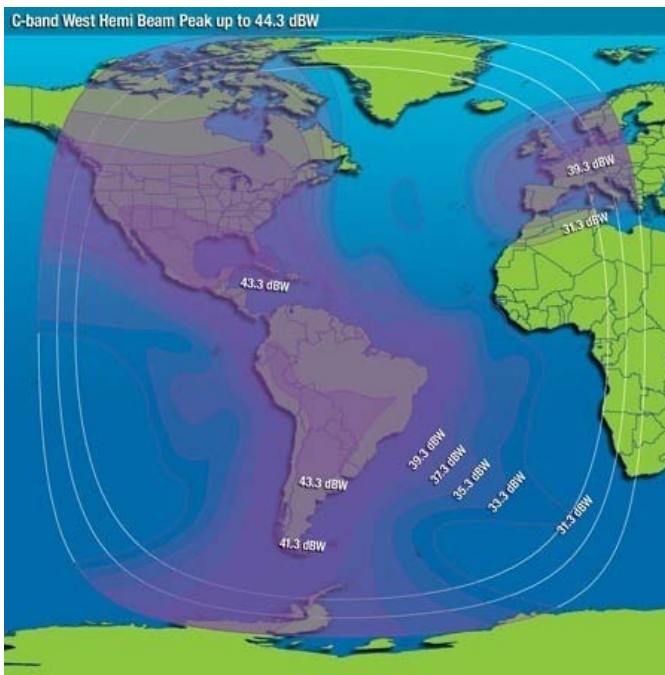 C-band West Hemi Beam Peak up to 44.3 dBW
39.3 dBW
31.3 dBW
43.3 dBW
39.3 dBW
37.3 dBW
35.3 dBW
33.3 dBW
31.3 dBW
43.3 dBW
41.3 dBW